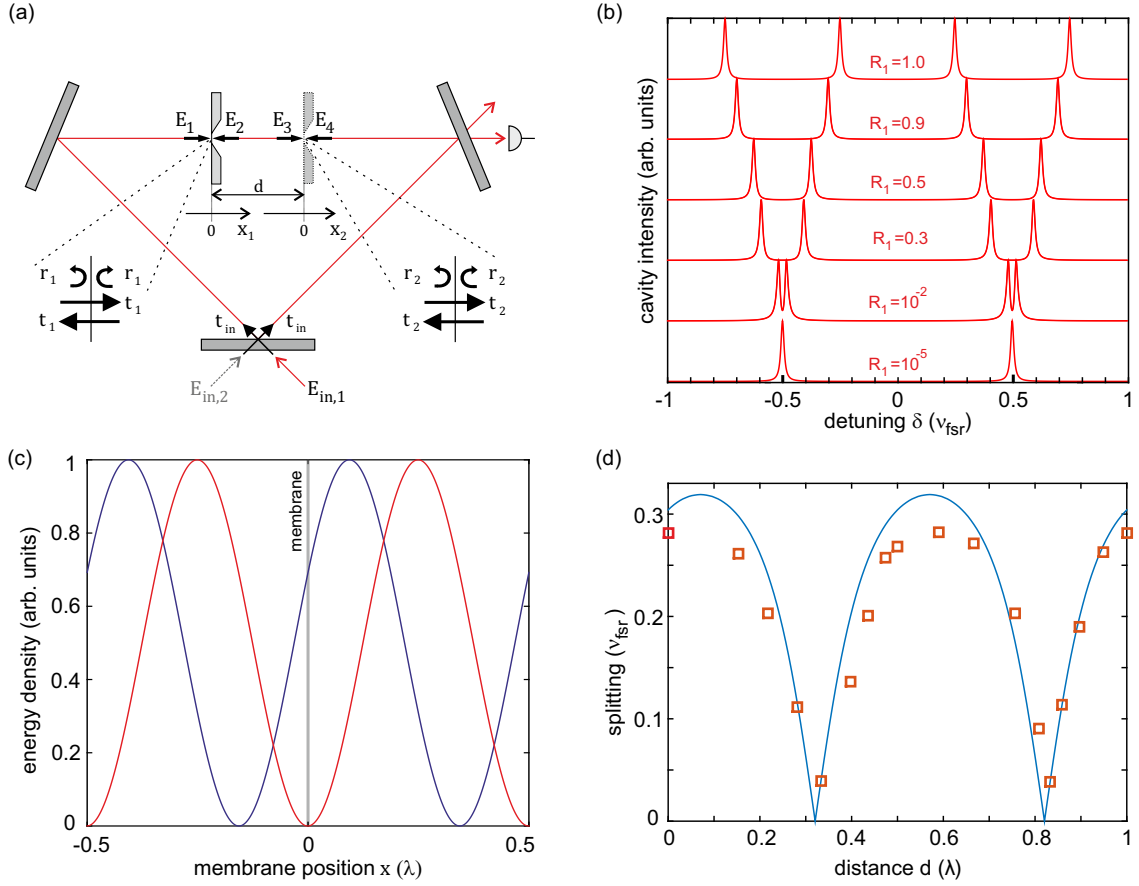 (a)
E1 E2 E3 E4
d
0 x1 0 x2
r1 r1
t1
t1
r2 r2
t2
t2
tin tin
Ein,2 Ein,1
(b)
cavity intensity (arb. units)
R1=1.0
R1=0.9
R1=0.5
R1=0.3
R1=10-2
R1=10-5
-1 -0.5 0 0.5 1
detuning δ (νfsr)
(c)
energy density (arb. units)
1
0.8
0.6
0.4
0.2
0
membrane
-0.5 0 0.5
membrane position x (λ)
(d)
splitting (νfsr)
0.3
0.2
0.1
0
0 0.2 0.4 0.6 0.8 1
distance d (λ)